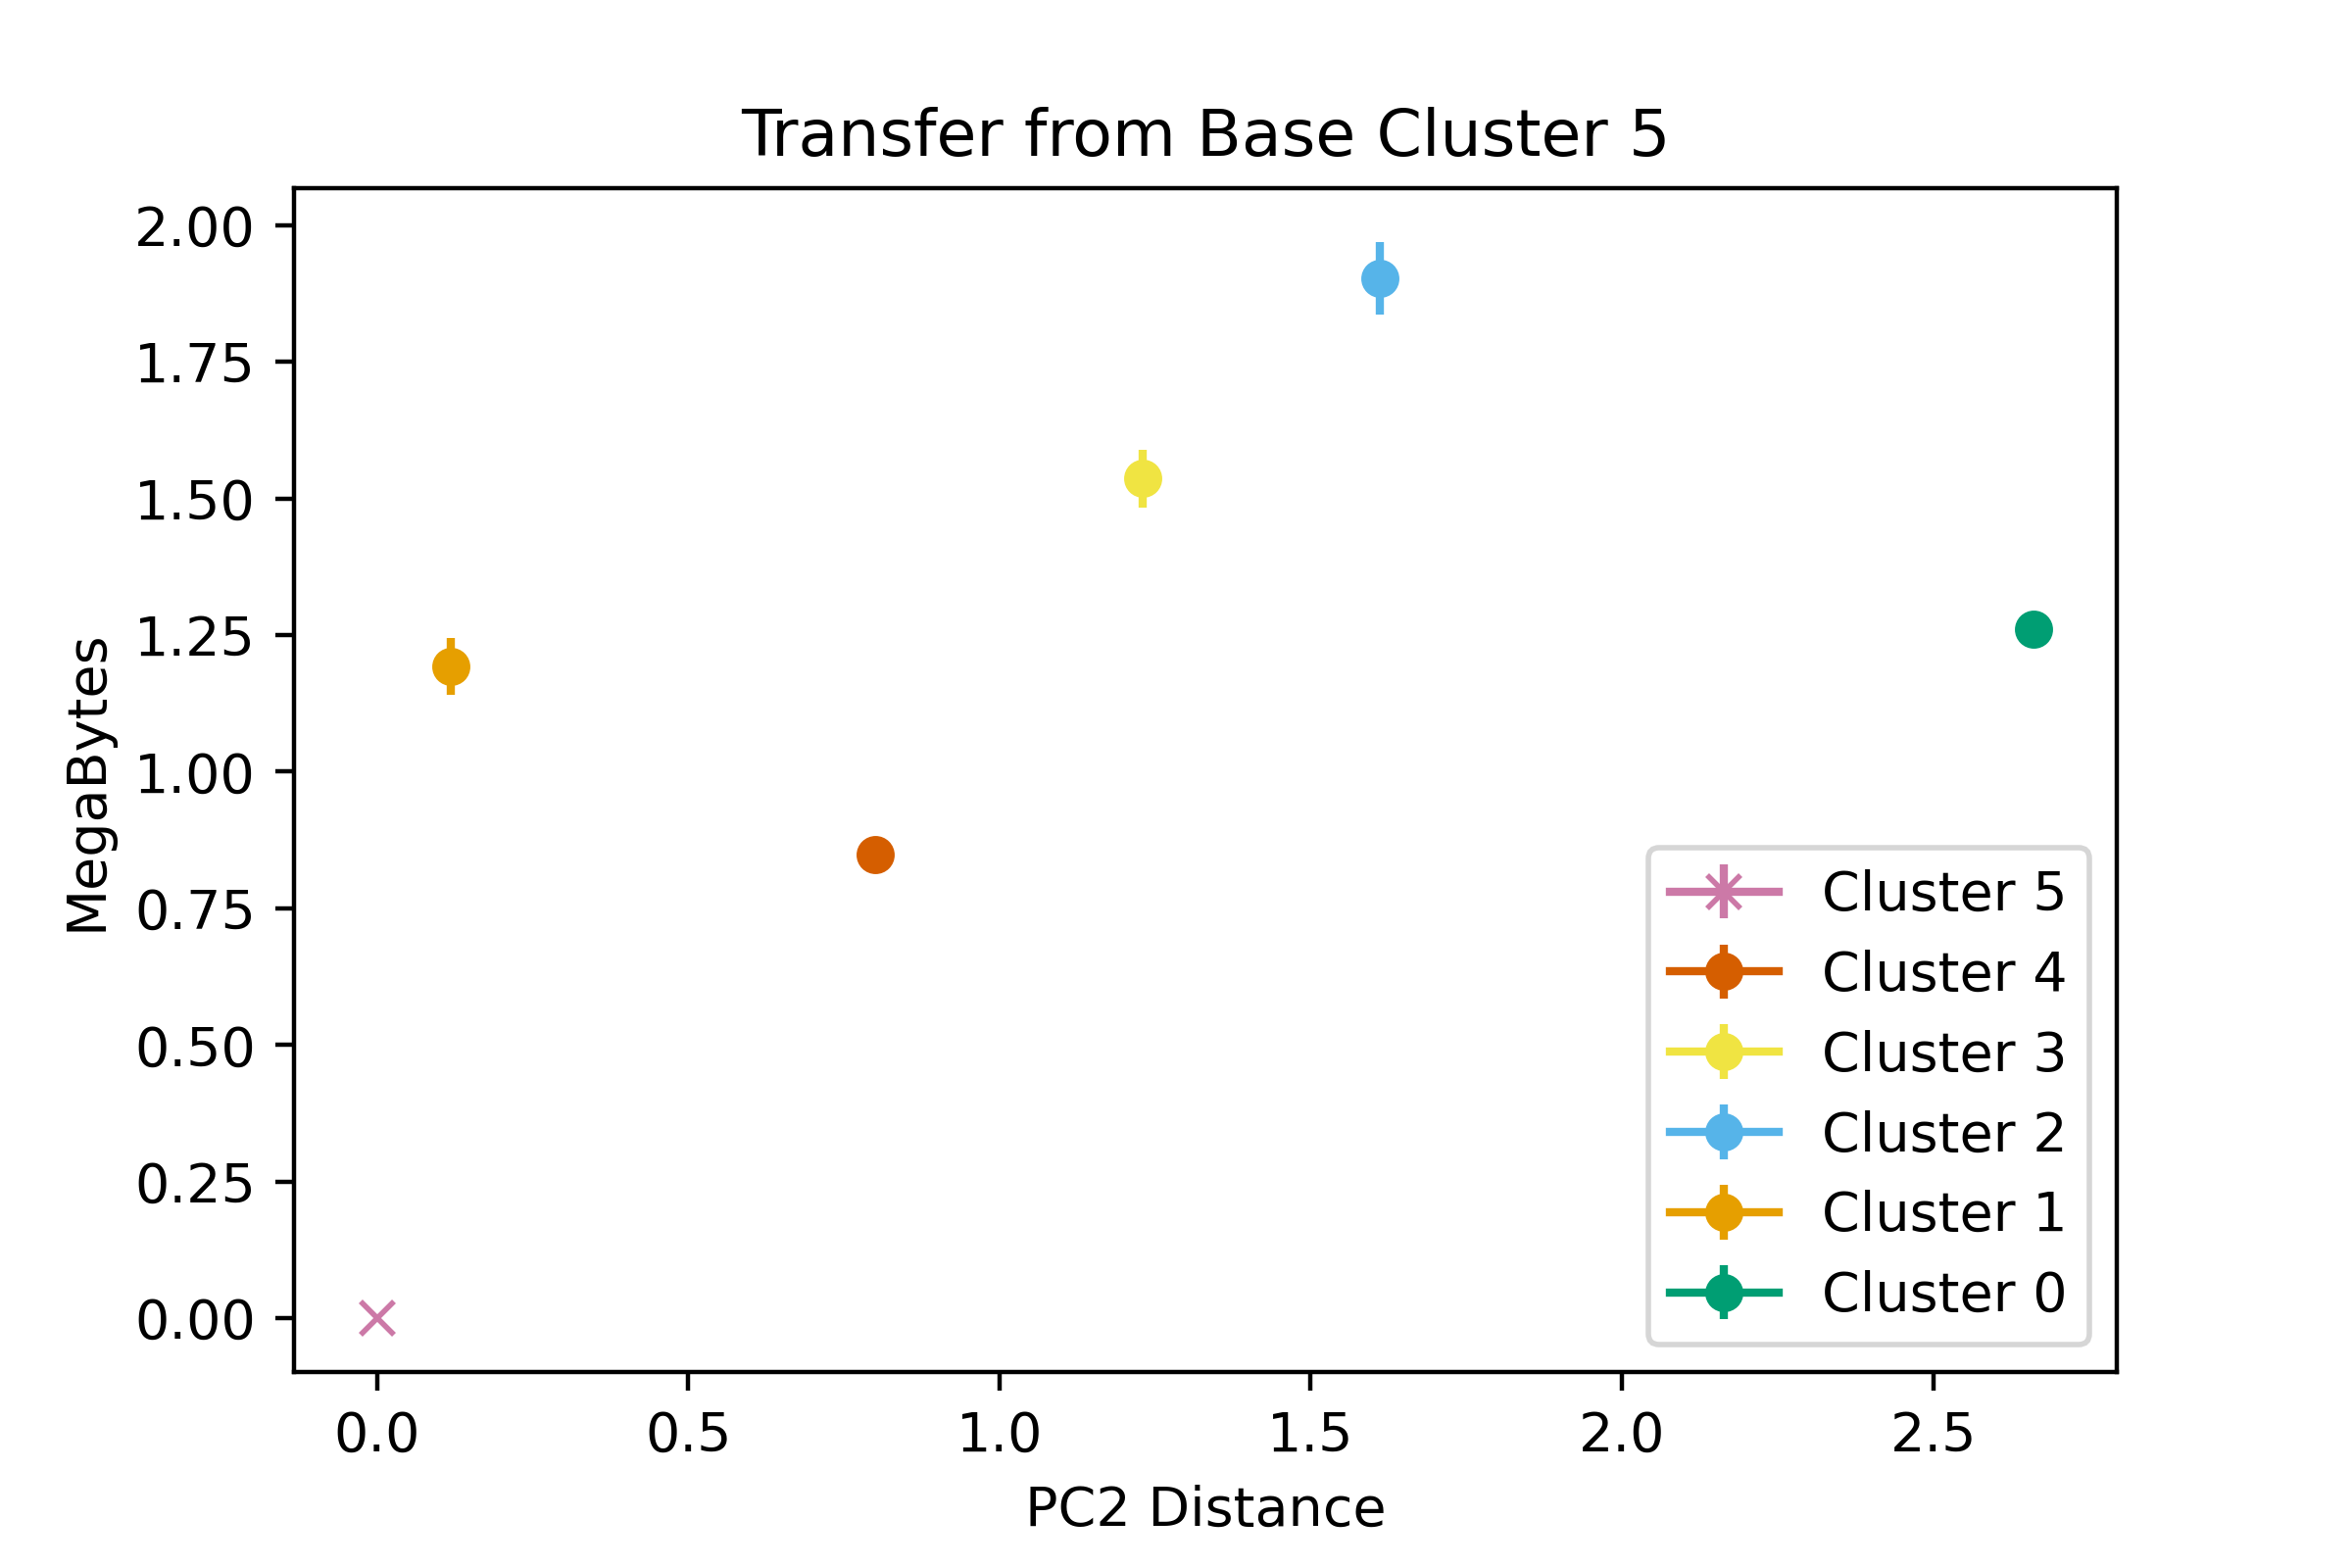 Transfer from Base Cluster 5
MegaBytes
2.00
1.75
1.50
1.25
1.00
0.75
0.50
0.25
0.00
Cluster 5
Cluster 4
Cluster 3
Cluster 2
Cluster 1
Cluster 0
0.0 0.5 1.0 1.5 2.0 2.5
PC2 Distance